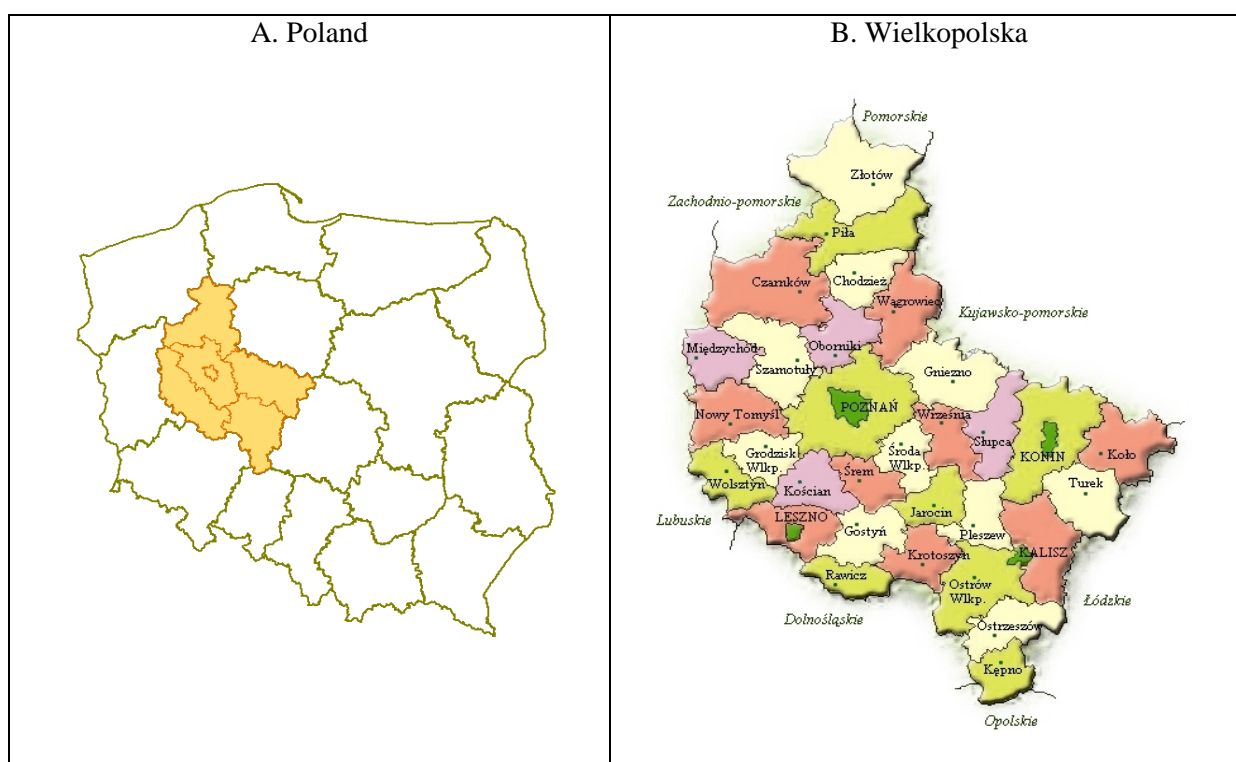 A. Poland
B. Wielkopolska
Pomorskie
Złotów
Zachodnio-pomorskie
Piła
Czarnków
Chodzież
Wągrowiec
Kujawsko-pomorskie
Międzychód
Oborniki
Szamotuły
Gniezno
Nowy Tomyśl
POZNAŃ
Września
Słupca
Grodzisk
Wlkp.
Środa
Wlkp.
KONIN
Koło
Wolsztyn
Kościan
Śrem
Turek
Jarocin
LESZNO
Lubuskie
Gostyń
Pleszew
Krotoszyn
KALISZ
Rawicz
Ostrów
Wlkp.
Łódzkie
Dolnośląskie
Ostrzeszów
Kępno
Opolskie